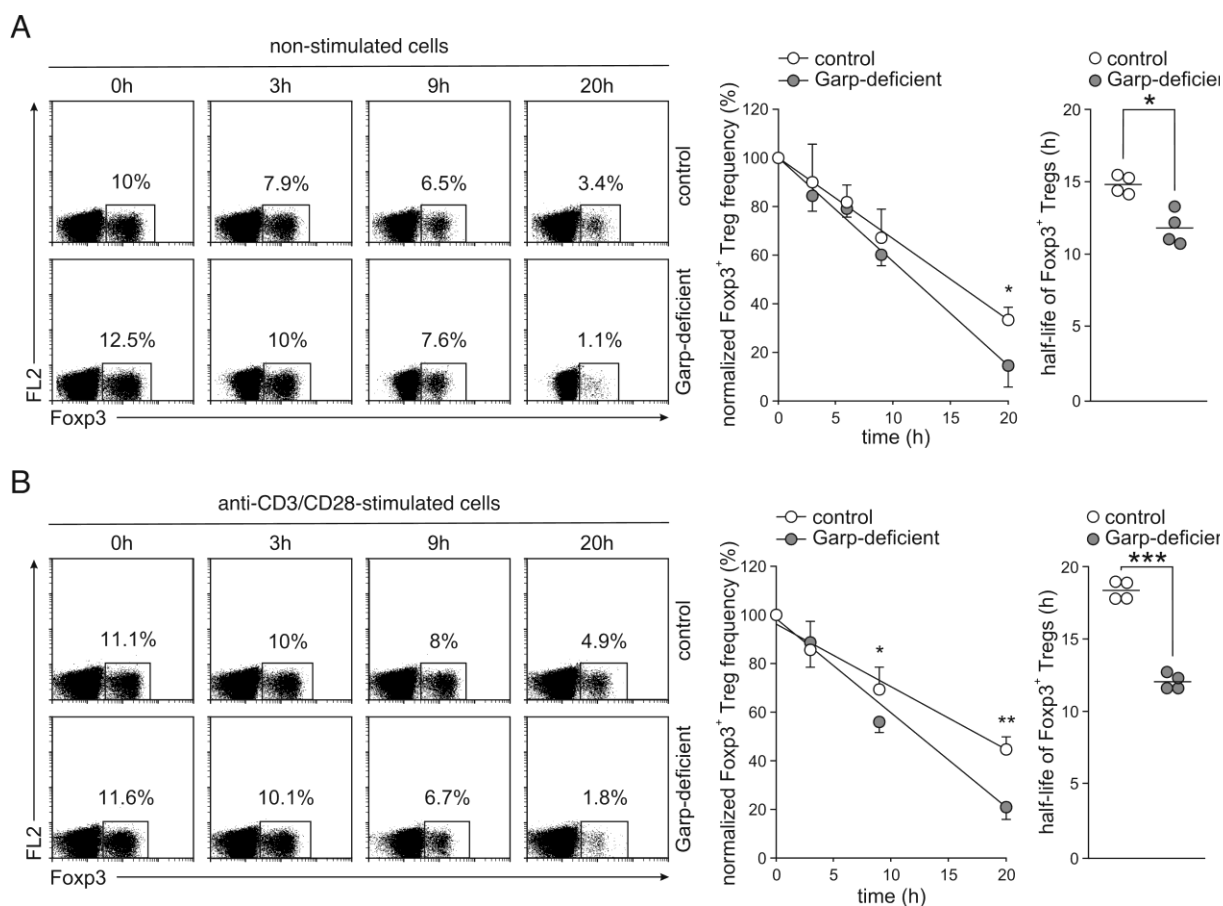 A
non-stimulated cells
0h 3h 9h 20h
10% 7.9% 6.5% 3.4%
control
12.5% 10% 7.6% 1.1%
Garp-deficient
FL2
Foxp3
control
Garp-deficient
normalized Foxp3+ Treg frequency (%)
120
100
80
60
40
20
0
*
0 5 10 15 20
time (h)
control
Garp-deficien
half-life of Foxp3+ Tregs (h)
20
15
10
5
0
*
B
anti-CD3/CD28-stimulated cells
0h 3h 9h 20h
11.1% 10% 8% 4.9%
control
11.6% 10.1% 6.7% 1.8%
Garp-deficient
FL2
Foxp3
control
Garp-deficient
normalized Foxp3+ Treg frequency (%)
120
100
80
60
40
20
0
*
**
0 5 10 15 20
time (h)
control
Garp-deficien
half-life of Foxp3+ Tregs (h)
20
15
10
5
0
***